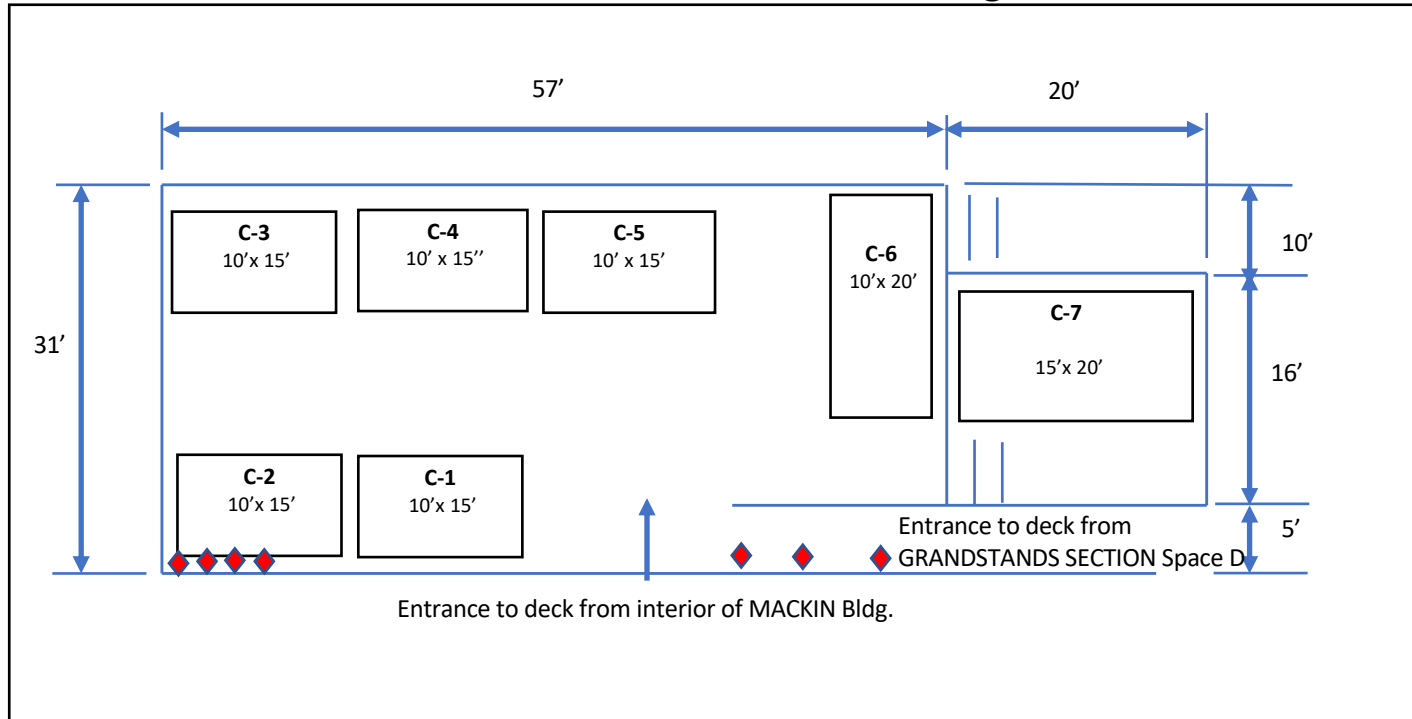 57’
20’
C-3
10’x 15’
C-4
10’ x 15’’
C-5
10’ x 15’
C-6
10’x 20’
10’
C-7
15’x 20’
31’
16’
C-2
10’x 15’
C-1
10’x 15’
Entrance to deck from
GRANDSTANDS SECTION Space D
5’
Entrance to deck from interior of MACKIN Bldg.